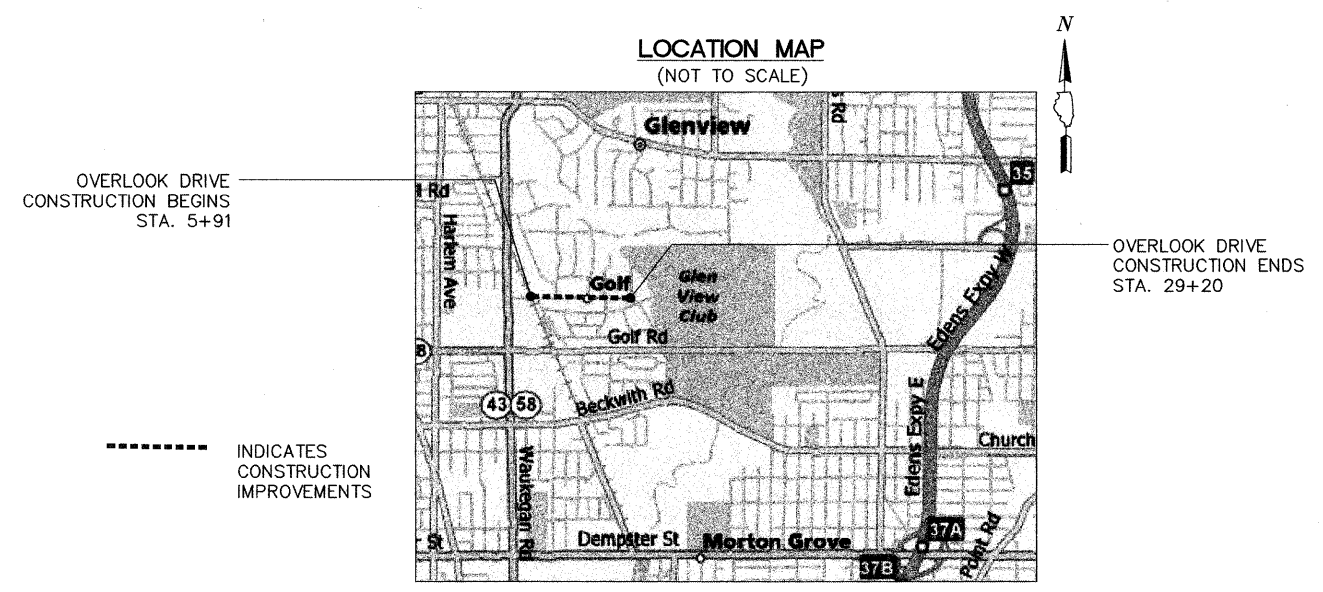 N
LOCATION MAP
(NOT TO SCALE)
OVERLOOK DRIVE
CONSTRUCTION BEGINS
STA. 5+91
Glenview
35
Harlem Ave
Golf
Glen
View
Club
Edens Expy W
OVERLOOK DRIVE
CONSTRUCTION ENDS
STA. 29+20
Golf Rd
43
58
Beckwith Rd
Edens Expy E
Church
INDICATES
CONSTRUCTION
IMPROVEMENTS
Waukegan Rd
Dempster St
Morton Grove
37A
37B
Point Rd